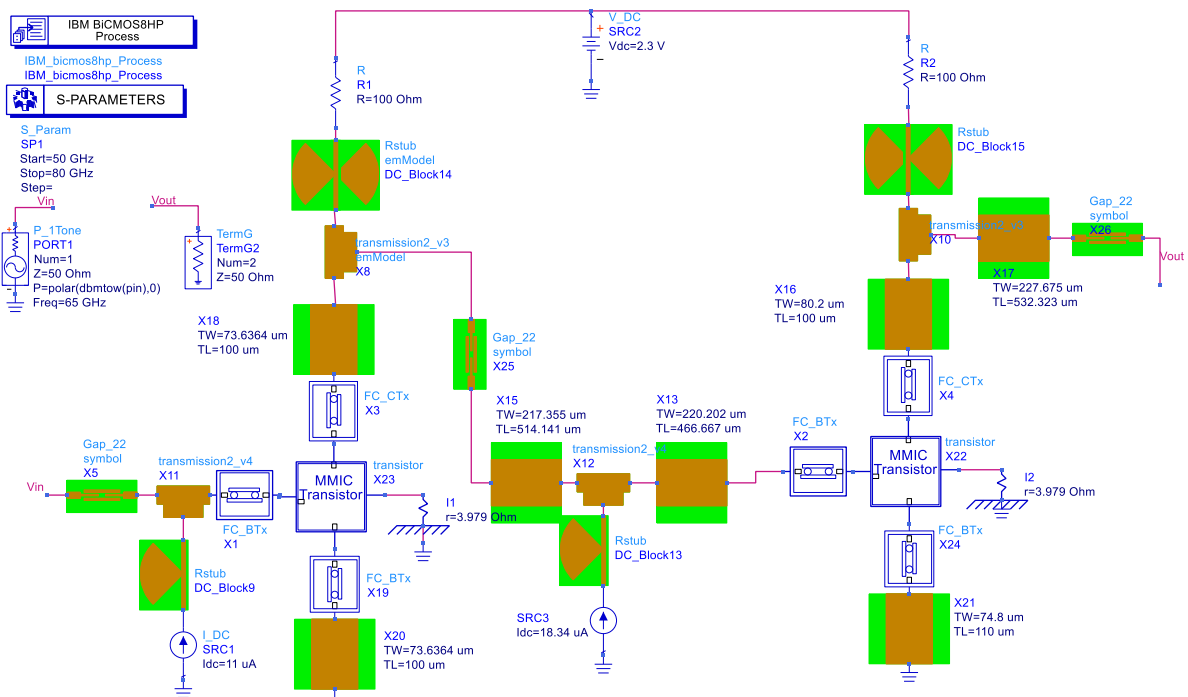 IBM BiCMOS8HP
Process
IBM_bicmos8hp_Process
IBM_bicmos8hp_Process
S-PARAMETERS
S_Param
SP1
Start=50 GHz
Stop=80 GHz
Step=
Vin
Vout
P_1Tone
PORT1
Num=1
Z=50 Ohm
P=polar(dbmtow(pin),0)
Freq=65 GHz
TermG
TermG2
Num=2
Z=50 Ohm
V_DC
SRC2
Vdc=2.3 V
+
R
R1
R=100 Ohm
R
R2
R=100 Ohm
Rstub
emModel
DC_Block14
Rstub
DC_Block15
transmission2_v3
emModel
X8
transmission2_v3
X10
Gap_22
symbol
X26
Vout
X17
TW=227.675 um
TL=532.323 um
X16
TW=80.2 um
TL=100 um
X18
TW=73.6364 um
TL=100 um
Gap_22
symbol
X25
FC_CTx
X3
FC_CTx
X4
X15
TW=217.355 um
TL=514.141 um
X13
TW=220.202 um
TL=466.667 um
FC_BTx
X2
Gap_22
symbol
X5
Vin
transmission2_v4
X11
FC_BTx
X1
MMIC
Transistor
transistor
X23
I1
r=3.979 Ohm
transmission2_v4
X12
MMIC
Transistor
transistor
X22
I2
r=3.979 Ohm
Rstub
DC_Block9
FC_BTx
X19
Rstub
DC_Block13
FC_BTx
X24
I_DC
SRC1
Idc=11 uA
SRC3
Idc=18.34 uA
X20
TW=73.6364 um
TL=100 um
X21
TW=74.8 um
TL=110 um